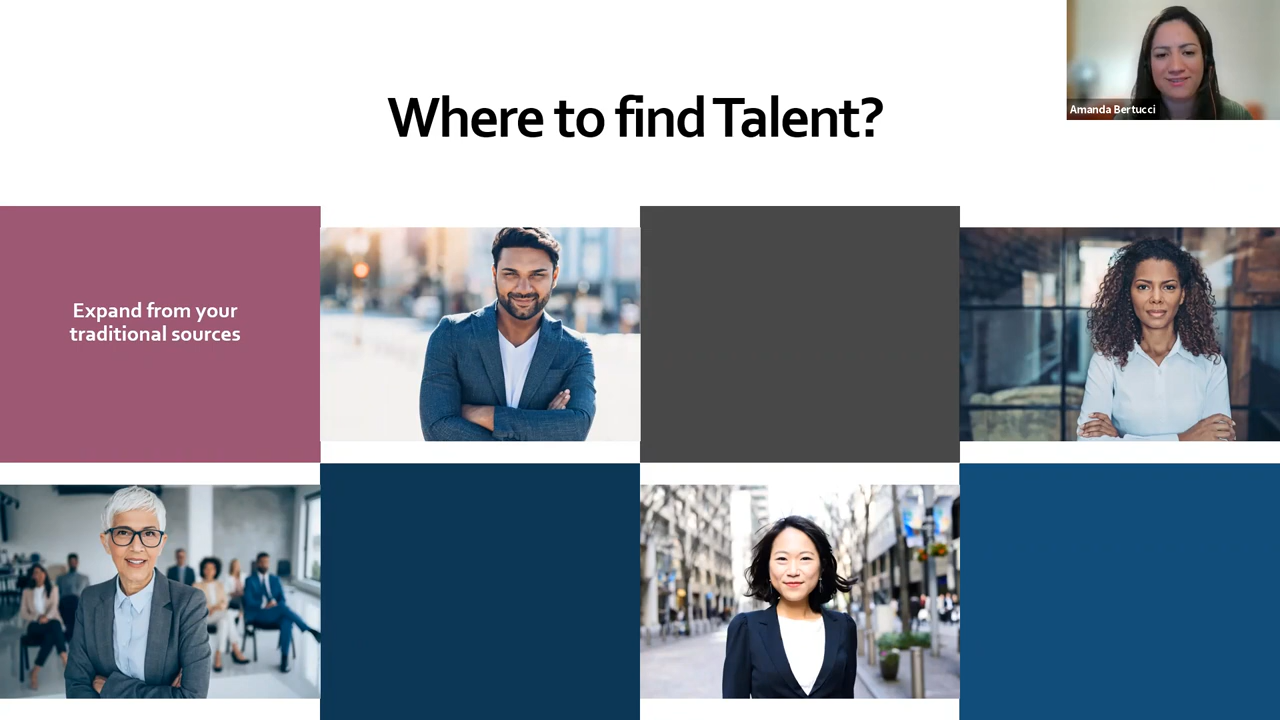 Where to find Talent?
Amanda Bertucci
Expand from your
traditional sources